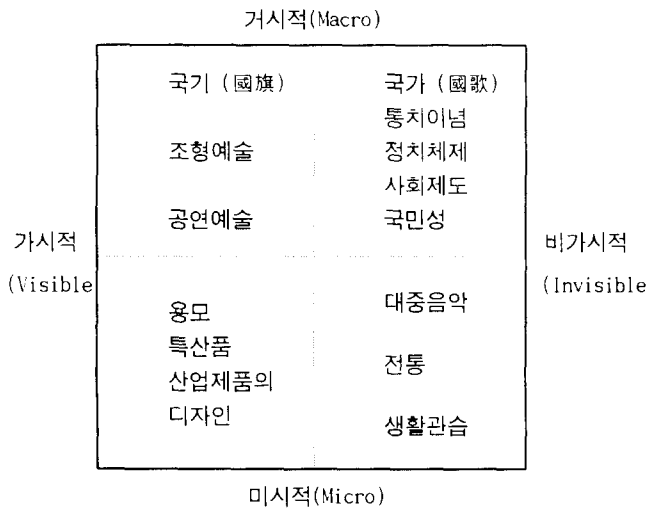 거시적(Macro)
국기 (國旗)
국가 (國歌)
통치이념
조형예술
정치체제
사회제도
공연예술
국민성
가시적
(Visible
비가시적
(Invisible
용모
대중음악
특산품
전통
산업제품의
디자인
생활관습
미시적(Micro)